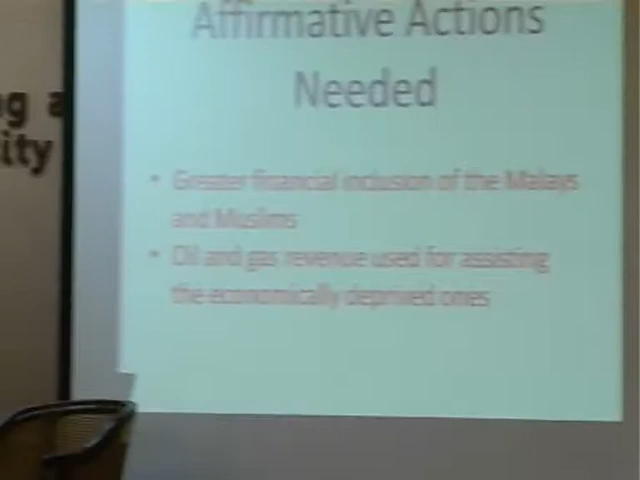 Affirmative Actions
Needed
• Greater financial inclusion of the Malays
and Muslims
• Oil and gas revenue used for assisting
the economically deprived ones
g a
ity